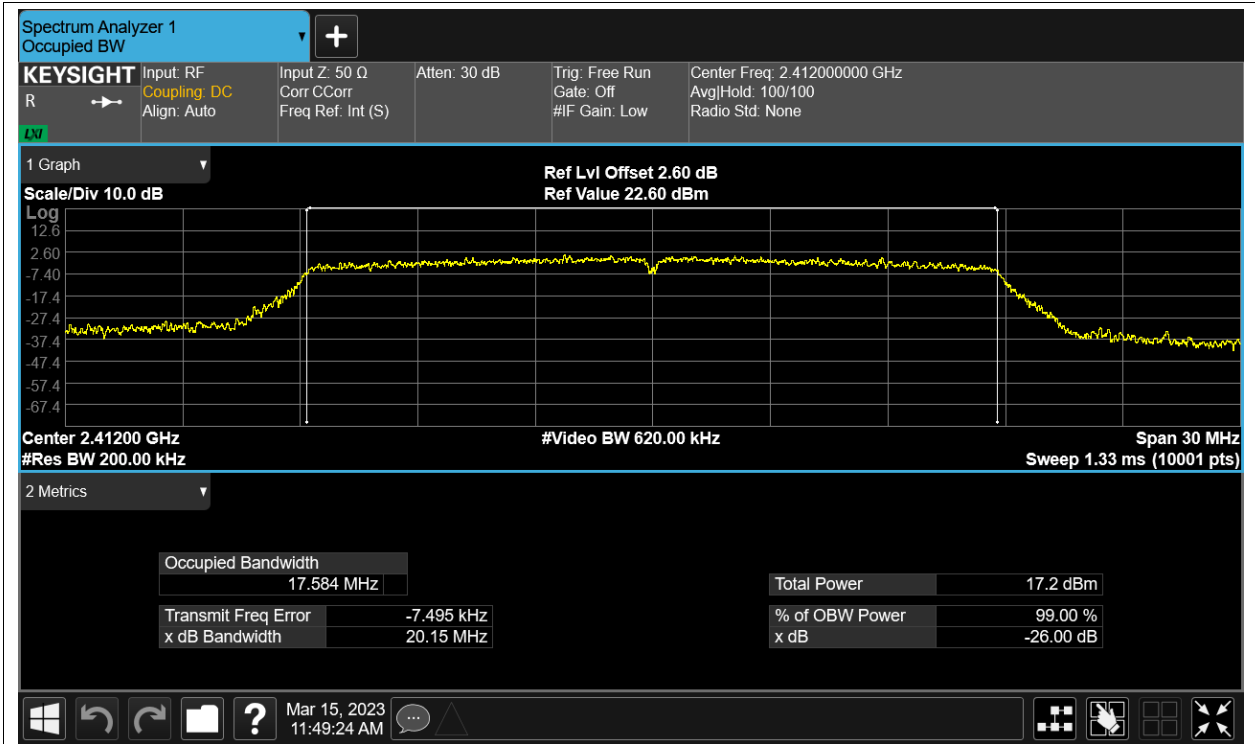 Spectrum Analyzer 1
Occupied BW
KEYSIGHT
R
LXI
Input: RF
Coupling: DC
Align: Auto
Input Z: 50 Ω
Corr CCorr
Freq Ref: Int (S)
Atten: 30 dB
Trig: Free Run
Gate: Off
#IF Gain: Low
Center Freq: 2.412000000 GHz
Avg|Hold: 100/100
Radio Std: None
1 Graph
Scale/Div 10.0 dB
Ref Lvl Offset 2.60 dB
Ref Value 22.60 dBm
Log
12.6
2.60
-7.40
-17.4
-27.4
-37.4
-47.4
-57.4
-67.4
Center 2.41200 GHz
#Video BW 620.00 kHz
Span 30 MHz
#Res BW 200.00 kHz
Sweep 1.33 ms (10001 pts)
2 Metrics
Occupied Bandwidth
17.584 MHz
Total Power 17.2 dBm
Transmit Freq Error -7.495 kHz
% of OBW Power 99.00 %
x dB Bandwidth 20.15 MHz
x dB -26.00 dB
?
Mar 15, 2023
11:49:24 AM